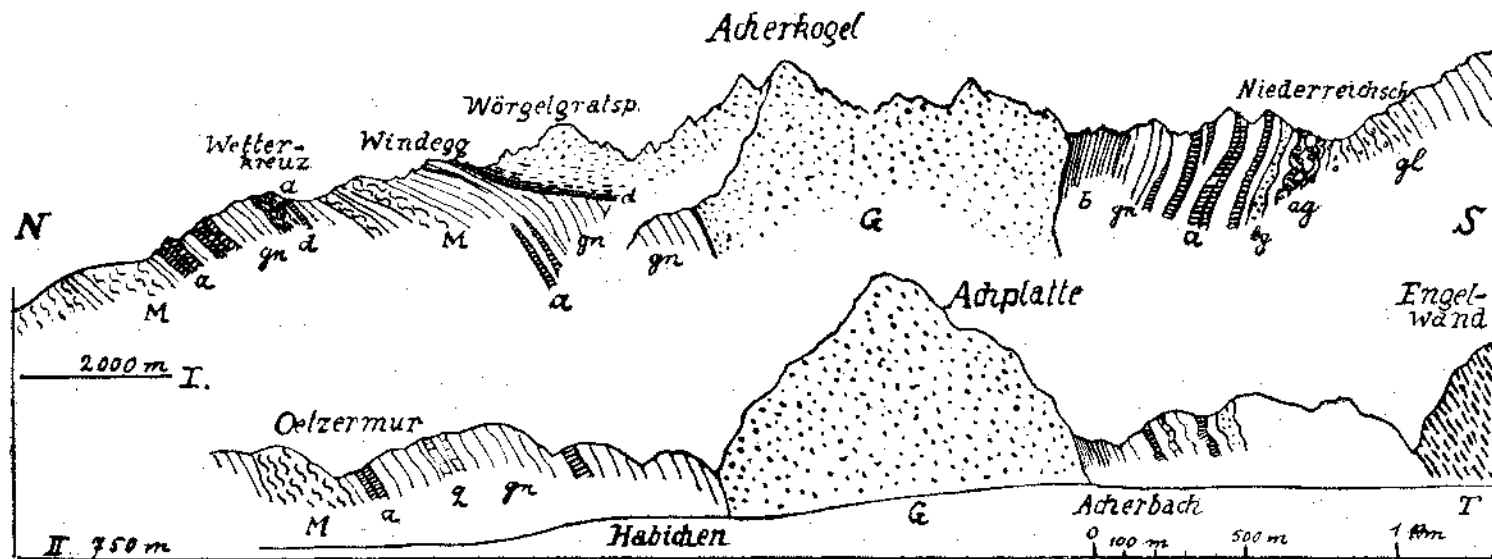 Acherkogel
Wörgelgratsp.
Niederreichsch.
Wetter-
kreuz
Windegg
a
d
gl
N
M
a
gn
d
M
gn
a
gn
G
b
gn
a
bg
ag
S
Achplatte
Engel-
wand
2000 m I.
Oelzermur
M
a
q
gn
G
Acherbach
T
Habichen
II 750 m
0 100 m 500 m 1 Km